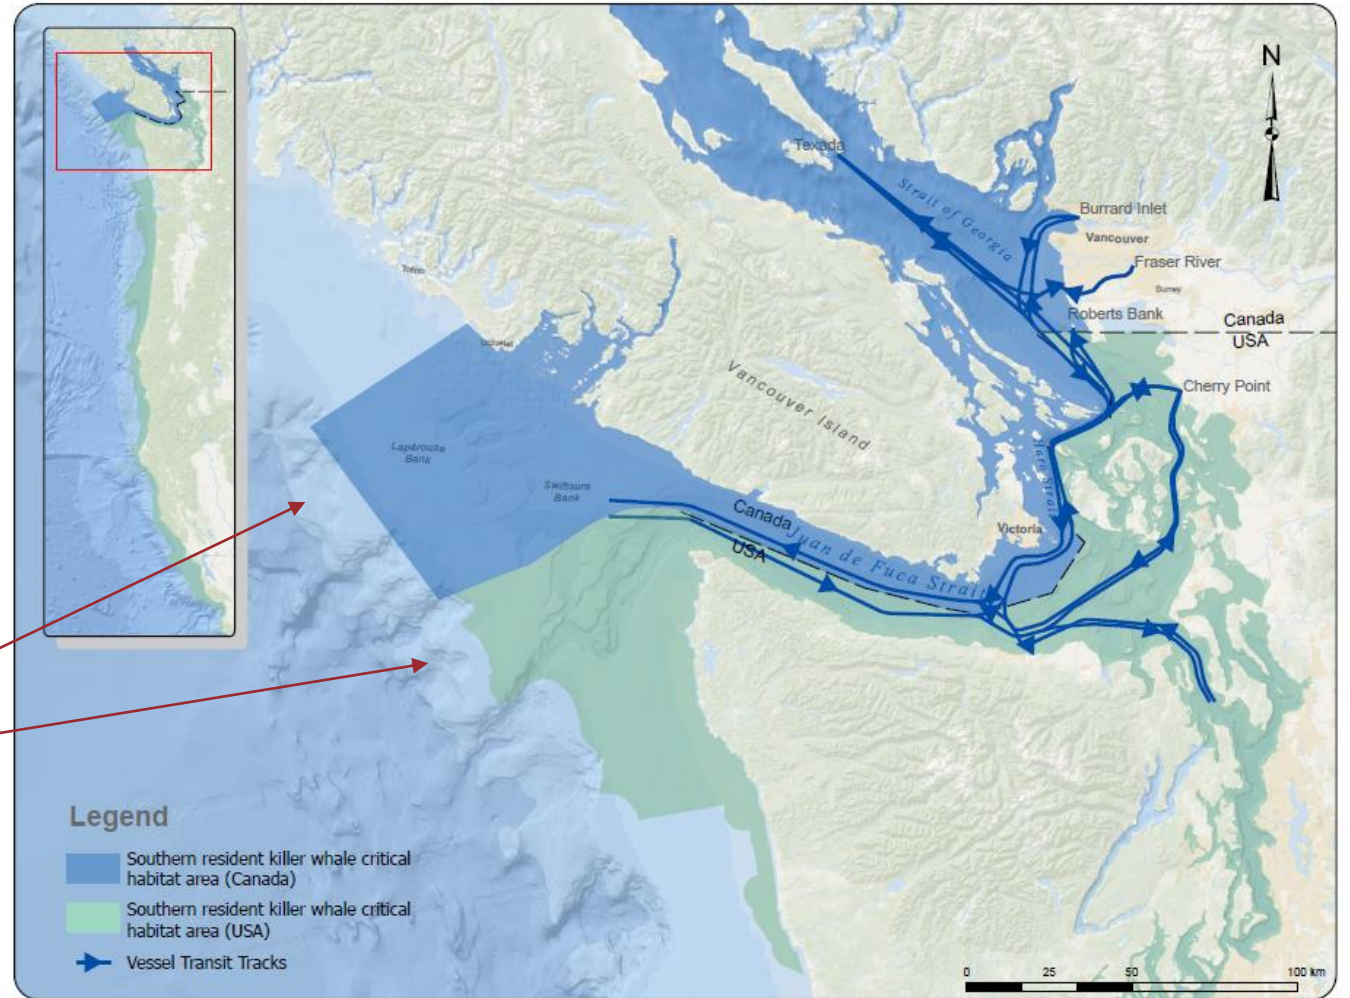 N
Texada
Strait of Georgia
Burrard Inlet
Vancouver
Fraser River
Surrey
Roberts Bank
Canada
USA
Tofino
Ucluelet
Vancouver Island
Cherry Point
Lapérouse
Bank
Swiftsure
Bank
Haro Strait
Victoria
Canada
USA
Juan de Fuca Strait
Legend
Southern resident killer whale critical
habitat area (Canada)
Southern resident killer whale critical
habitat area (USA)
Vessel Transit Tracks
0 25 50 100 km